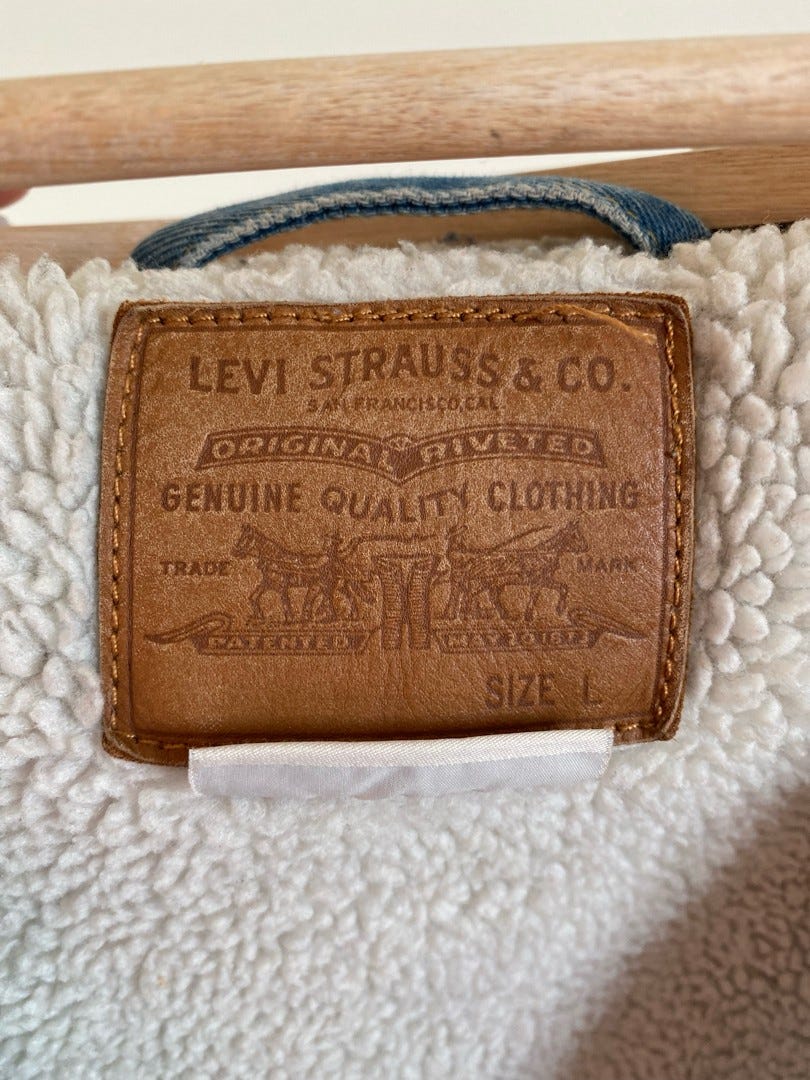 LEVI STRAUSS & CO.
SAN FRANCISCO, CAL.
ORIGINAL RIVETED
GENUINE QUALITY CLOTHING
TRADE MARK
PATENTED MAY 20 1873
SIZE L